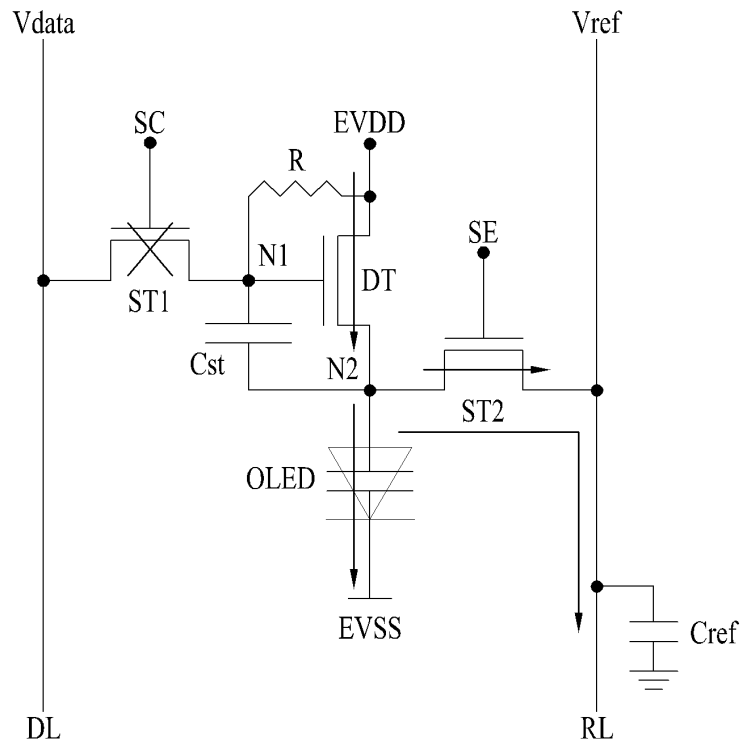 Vdata
Vref
SC
EVDD
R
SE
N1
DT
ST1
Cst
N2
ST2
OLED
EVSS
Cref
DL
RL